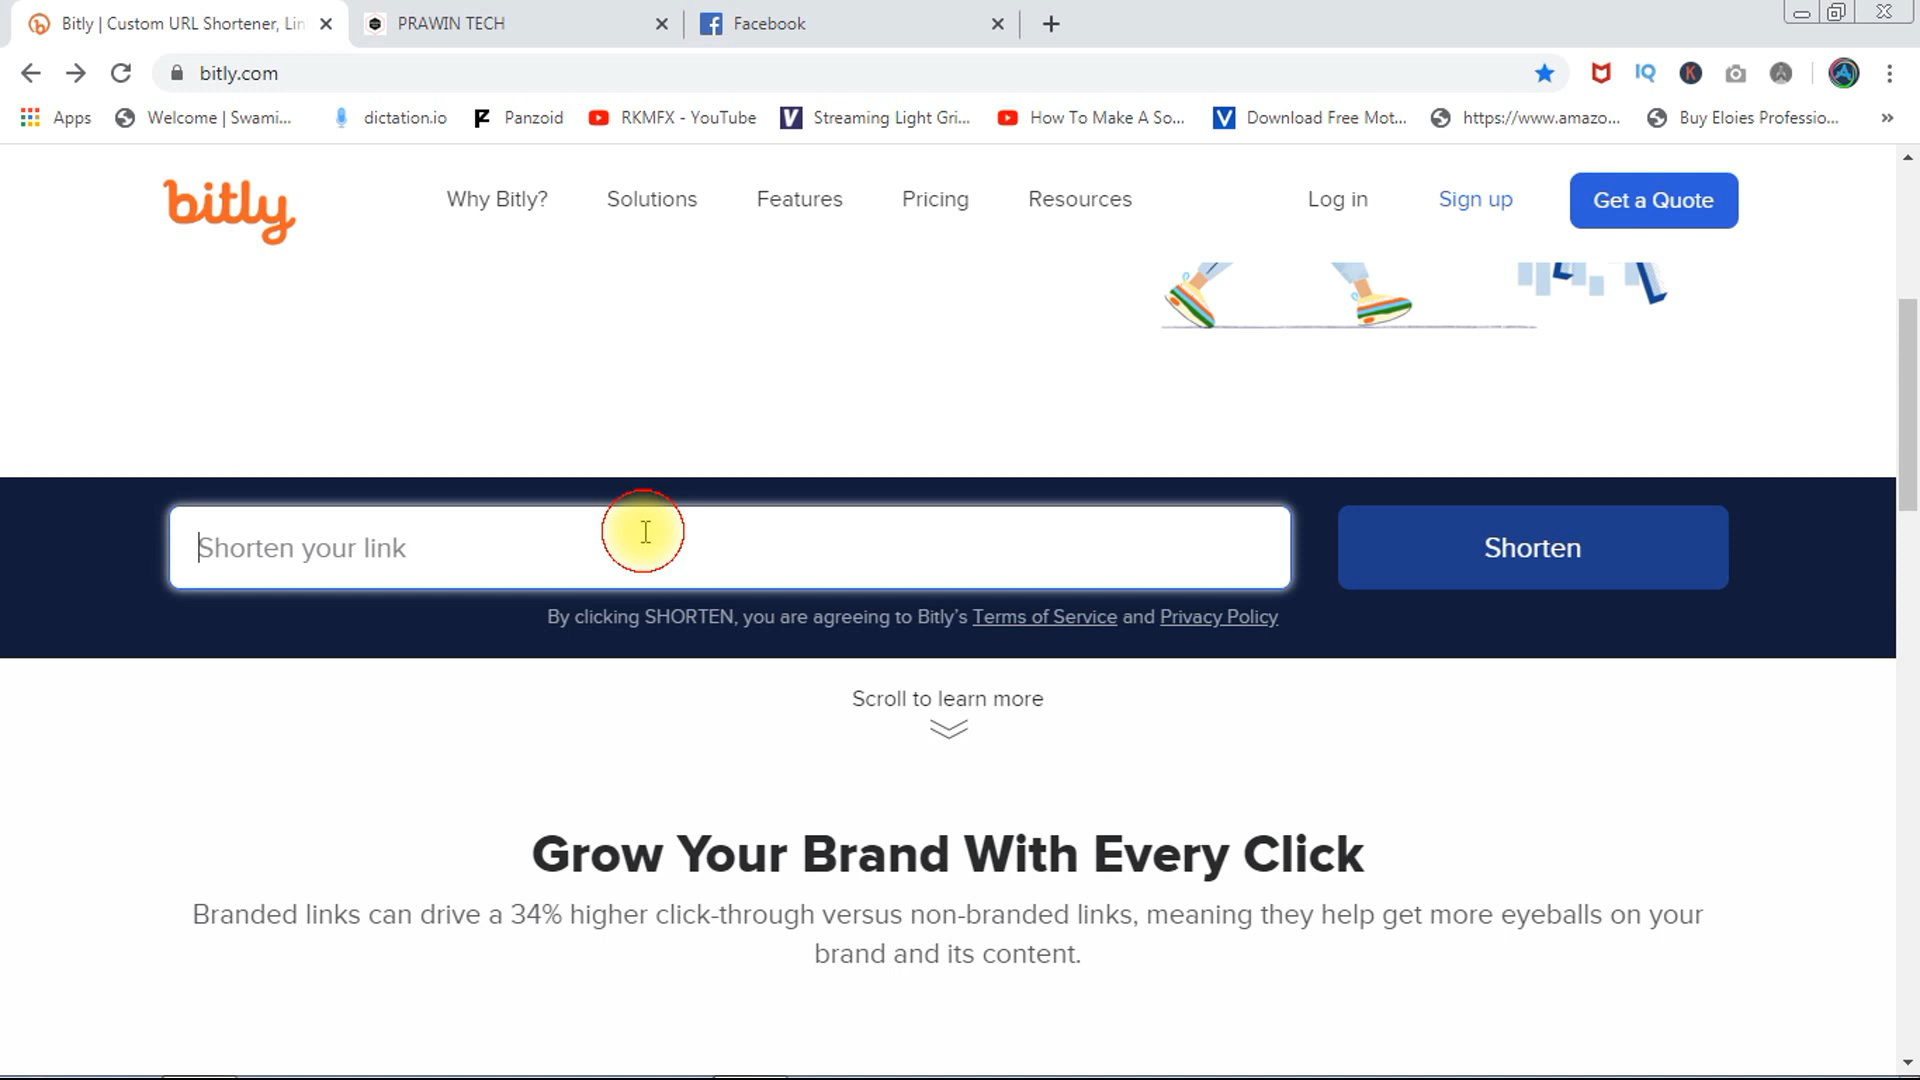 Bitly | Custom URL Shortener, Lin
PRAWIN TECH
Facebook
bitly.com
IQ
K
Apps
Welcome | Swami...
dictation.io
Panzoid
RKMFX - YouTube
Streaming Light Gri...
How To Make A So...
Download Free Mot...
https://www.amazo...
Buy Eloies Professio...
»
bitly
Why Bitly?
Solutions
Features
Pricing
Resources
Log in
Sign up
Get a Quote
Shorten your link
Shorten
By clicking SHORTEN, you are agreeing to Bitly’s Terms of Service and Privacy Policy
Scroll to learn more
Grow Your Brand With Every Click
Branded links can drive a 34% higher click-through versus non-branded links, meaning they help get more eyeballs on your
brand and its content.